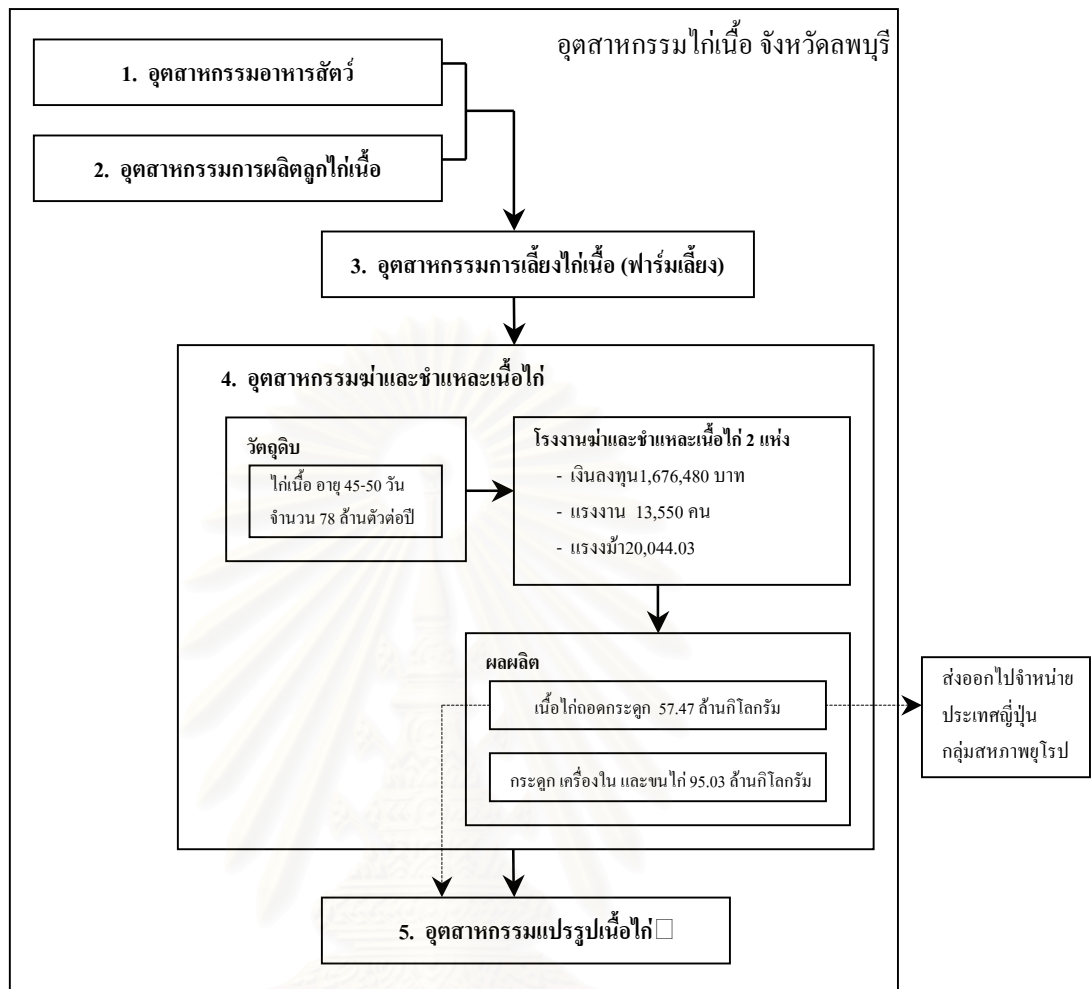 อุตสาหกรรมไก่เนื้อ จังหวัดลพบุรี
1. อุตสาหกรรมอาหารสัตว์
2. อุตสาหกรรมการผลิตลูกไก่เนื้อ
3. อุตสาหกรรมการเลี้ยงไก่เนื้อ (ฟาร์มเลี้ยง)
4. อุตสาหกรรมฆ่าและชำแหละเนื้อไก่
วัตถุดิบ
ไก่เนื้อ อายุ 45-50 วัน
จำนวน 78 ล้านตัวต่อปี
โรงงานฆ่าและชำแหละเนื้อไก่ 2 แห่ง
- เงินลงทุน1,676,480 บาท
- แรงงาน 13,550 คน
- แรงงม้า20,044.03
ผลผลิต
เนื้อไก่ถอดกระดูก 57.47 ล้านกิโลกรัม
กระดูก เครื่องใน และขนไก่ 95.03 ล้านกิโลกรัม
ส่งออกไปจำหน่าย
ประเทศญี่ปุ่น
กลุ่มสหภาพยุโรป
5. อุตสาหกรรมแปรรูปเนื้อไก่□